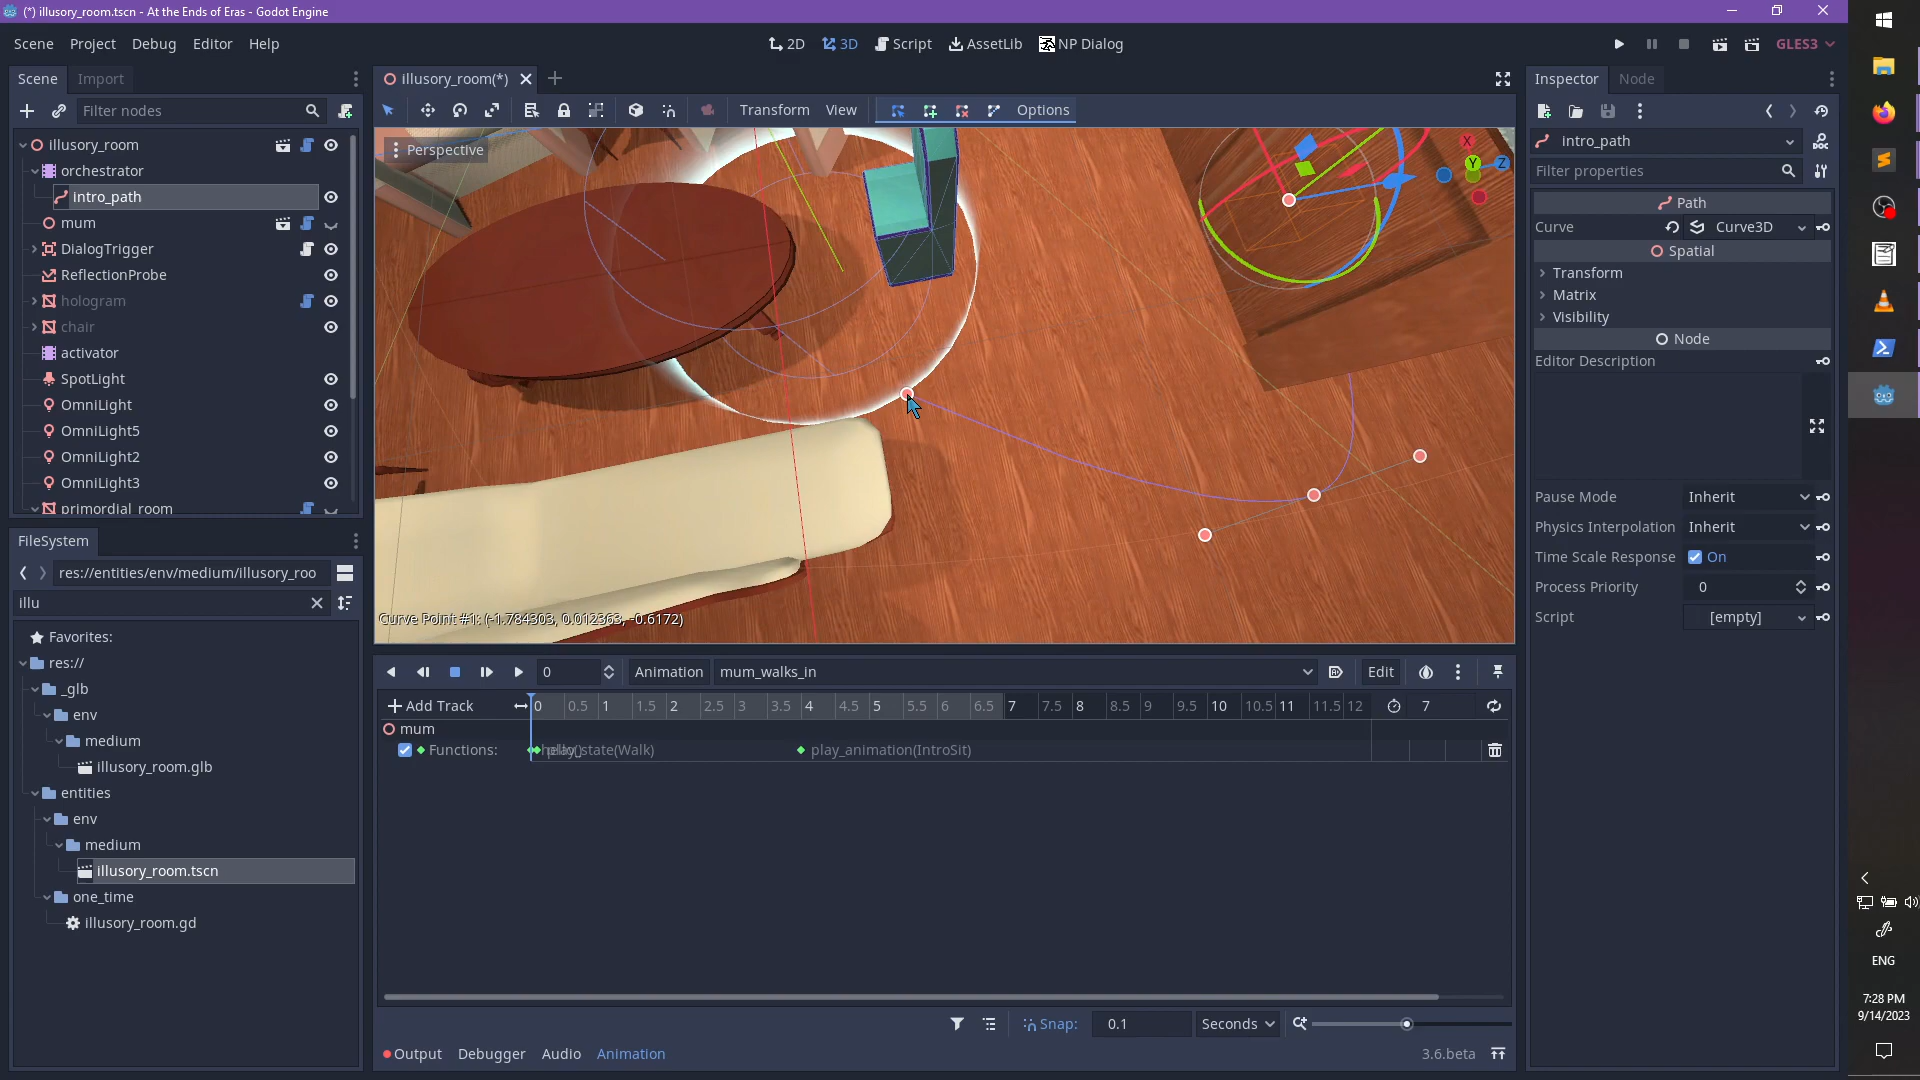 (*) illusory_room.tscn - At the Ends of Eras - Godot Engine
Scene Project Debug Editor Help
2D 3D Script AssetLib NP Dialog
GLES3
Scene Import
illusory_room(*)
Inspector Node
Filter nodes
Transform View Options
illusory_room
orchestrator
intro_path
mum
DialogTrigger
ReflectionProbe
hologram
chair
activator
SpotLight
OmniLight
OmniLight5
OmniLight2
OmniLight3
primordial_room
Perspective
X
Y
Z
Curve Point #1: (-1.784303, 0.012363, -0.6172)
FileSystem
res://entities/env/medium/illusory_roo
illu
Favorites:
res://
_glb
env
medium
illusory_room.glb
entities
env
medium
illusory_room.tscn
one_time
illusory_room.gd
0
Animation mum_walks_in Edit
Add Track
0 0.5 1 1.5 2 2.5 3 3.5 4 4.5 5 5.5 6 6.5 7 7.5 8 8.5 9 9.5 10 10.5 11 11.5 12
7
mum
Functions: play_animation(IntroSit)
Snap: 0.1 Seconds
Output Debugger Audio Animation
3.6.beta
intro_path
Filter properties
Path
Curve Curve3D
Spatial
Transform
Matrix
Visibility
Node
Editor Description
Pause Mode Inherit
Physics Interpolation Inherit
Time Scale Response On
Process Priority 0
Script [empty]
ENG
7:28 PM
9/14/2023